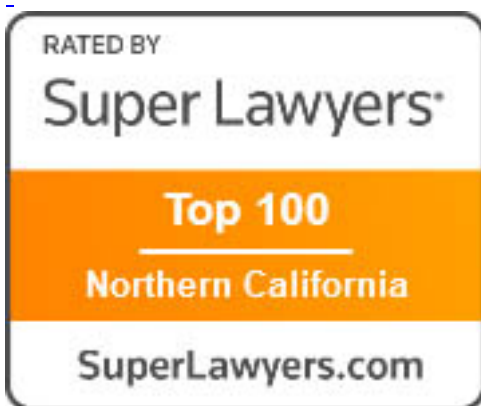 RATED BY
Super Lawyers®
Top 100
Northern California
SuperLawyers.com